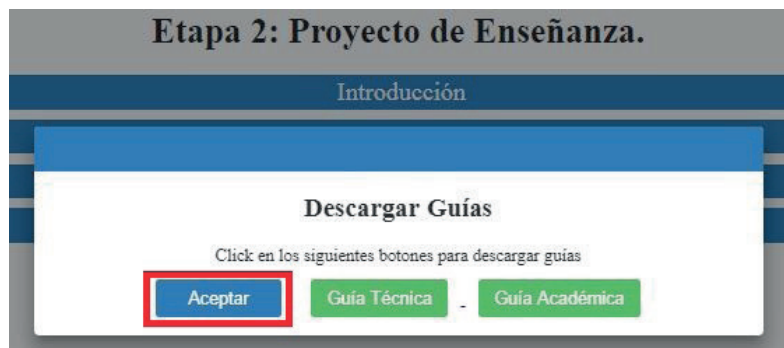 Etapa 2: Proyecto de Enseñanza.
Introducción
Descargar Guías
Click en los siguientes botones para descargar guías
Aceptar Guía Técnica - Guía Académica